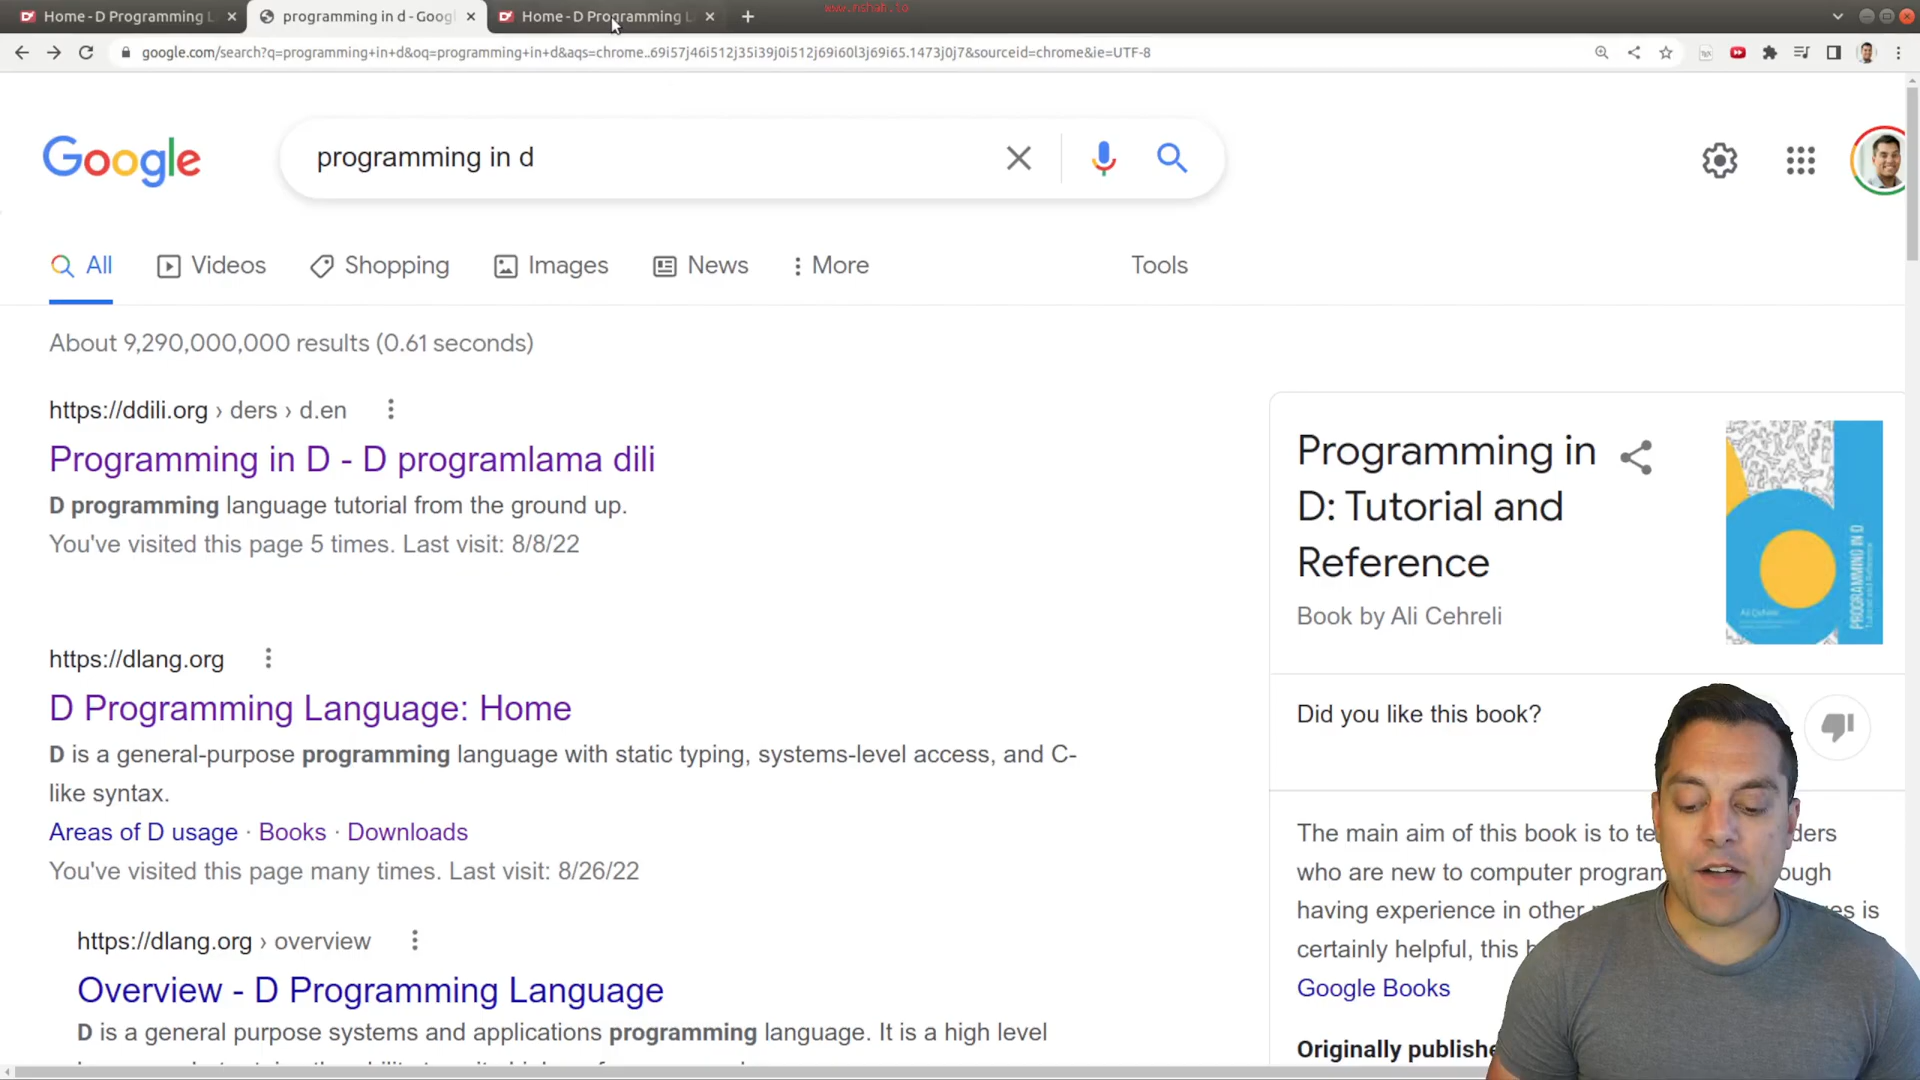 Home - D Programming L
programming in d - Googl
Home - D Programming L
google.com/search?q=programming+in+d&oq=programming+in+d&aqs=chrome..69i57j46i512j35i39j0i512j69i60l3j69i65.1473j0j7&sourceid=chrome&ie=UTF-8
Google
programming in d
All
Videos
Shopping
Images
News
More
Tools
About 9,290,000,000 results (0.61 seconds)
https://ddili.org › ders › d.en
Programming in D - D programlama dili
D programming language tutorial from the ground up.
You've visited this page 5 times. Last visit: 8/8/22
https://dlang.org
D Programming Language: Home
D is a general-purpose programming language with static typing, systems-level access, and C-
like syntax.
Areas of D usage · Books · Downloads
You've visited this page many times. Last visit: 8/26/22
https://dlang.org › overview
Overview - D Programming Language
D is a general purpose systems and applications programming language. It is a high level
Programming in
D: Tutorial and
Reference
Book by Ali Cehreli
PROGRAMMING IN D
Did you like this book?
The main aim of this book is to te ders
who are new to computer program ough
having experience in other es is
certainly helpful, this b
Google Books
Originally publishe